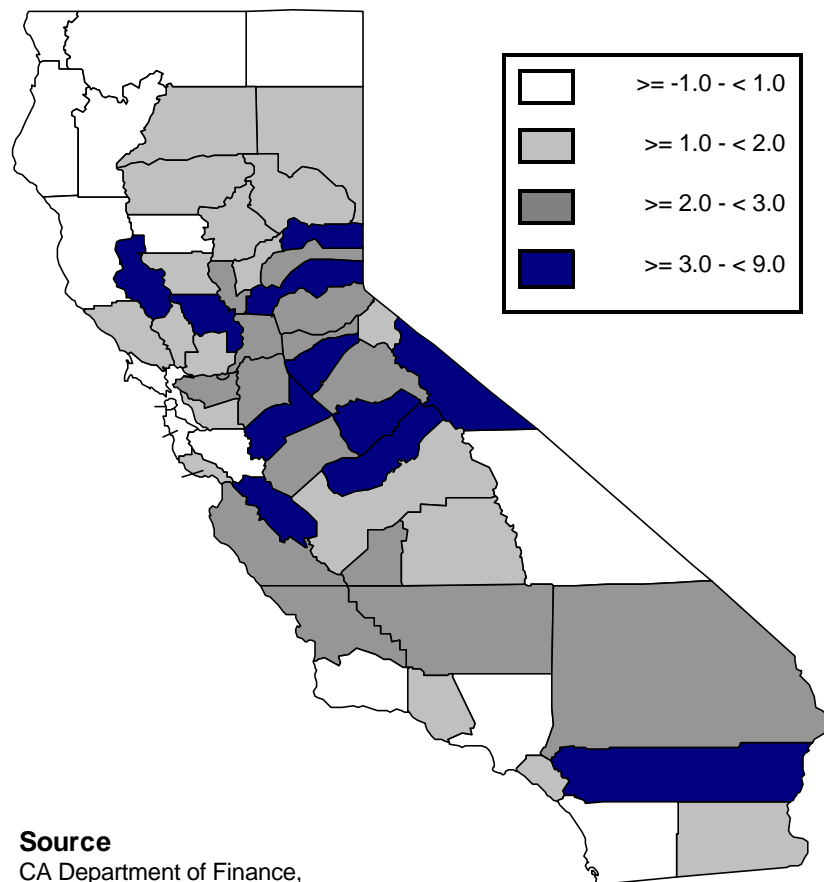 >= -1.0 - < 1.0
>= 1.0 - < 2.0
>= 2.0 - < 3.0
>= 3.0 - < 9.0
Source
CA Department of Finance,